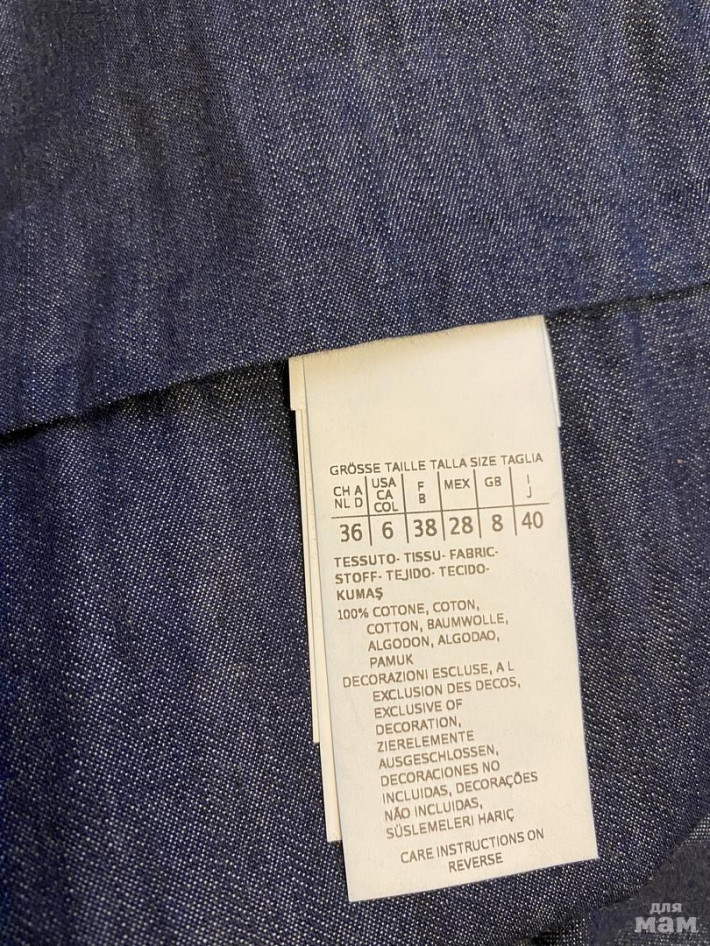 GRÖSSE TAILLE TALLA SIZE TAGLIA
CH A NL D USA CA COL F B MEX GB I J
36 6 38 28 8 40
TESSUTO- TISSU- FABRIC-
STOFF- TEJIDO- TECIDO-
KUMAŞ
100% COTONE, COTON,
COTTON, BAUMWOLLE,
ALGODON, ALGODAO,
PAMUK
DECORAZIONI ESCLUSE, A L
EXCLUSION DES DECOS,
EXCLUSIVE OF
DECORATION,
ZIERELEMENTE
AUSGESCHLOSSEN,
DECORACIONES NO
INCLUIDAS, DECORAÇÕES
NÃO INCLUIDAS,
SÜSLEMELERI HARIÇ
CARE INSTRUCTIONS ON
REVERSE
для
мам